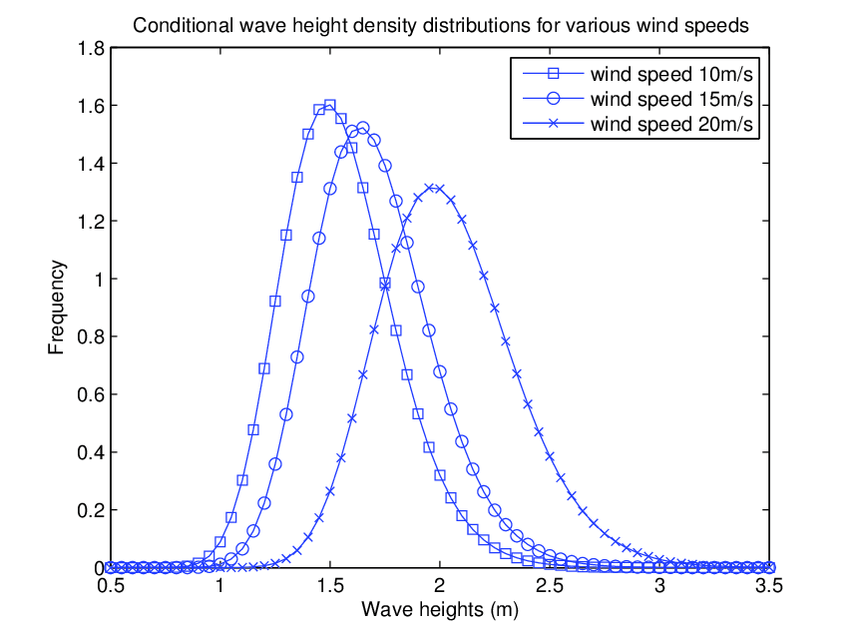 Conditional wave height density distributions for various wind speeds
1.8
1.6
1.4
1.2
1
0.8
0.6
0.4
0.2
0
Frequency
wind speed 10m/s
wind speed 15m/s
wind speed 20m/s
0.5 1 1.5 2 2.5 3 3.5
Wave heights (m)